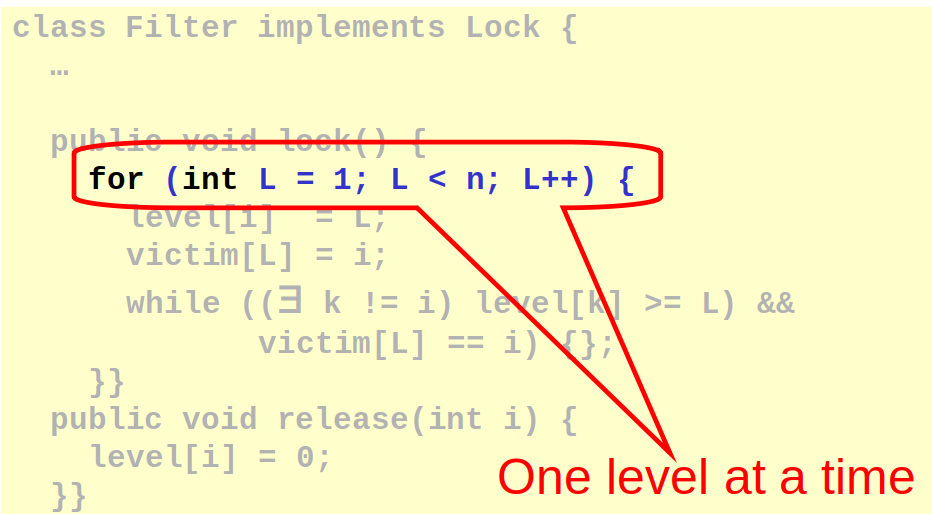 class Filter implements Lock {
…
public void lock() {
for (int L = 1; L < n; L++) {
level[i]  = L;
victim[L] = i;
while ((∃ k != i) level[k] >= L) &&
victim[L] == i) {};
}}
public void release(int i) {
level[i] = 0;
}}
One level at a time